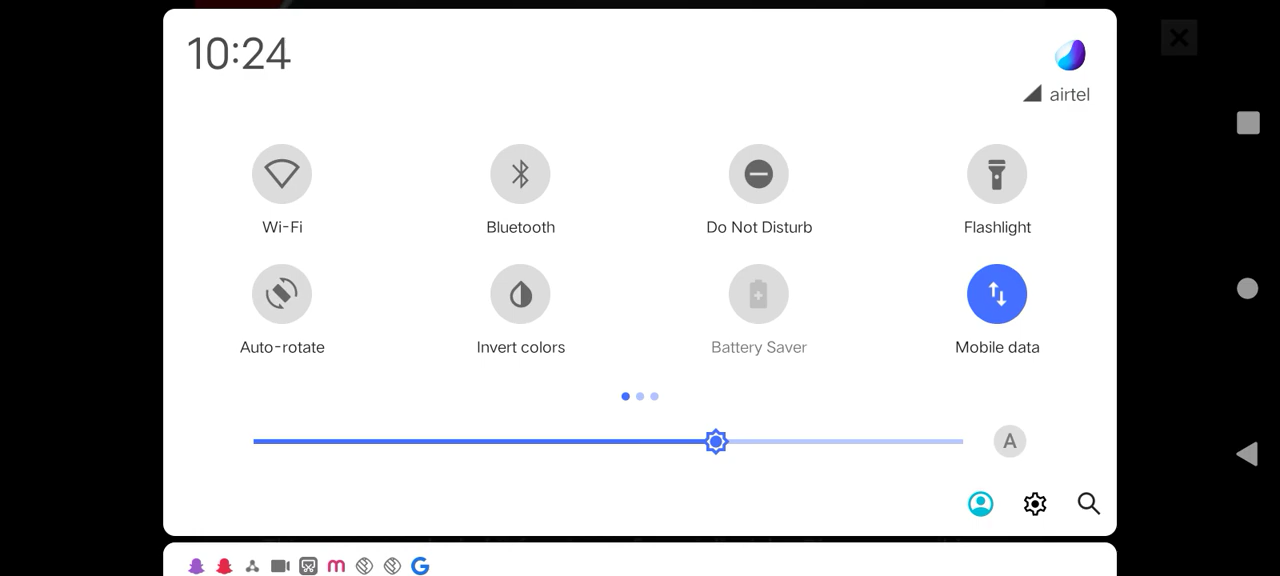 10:24
airtel
Wi-Fi
Bluetooth
Do Not Disturb
Flashlight
Auto-rotate
Invert colors
Battery Saver
Mobile data
A